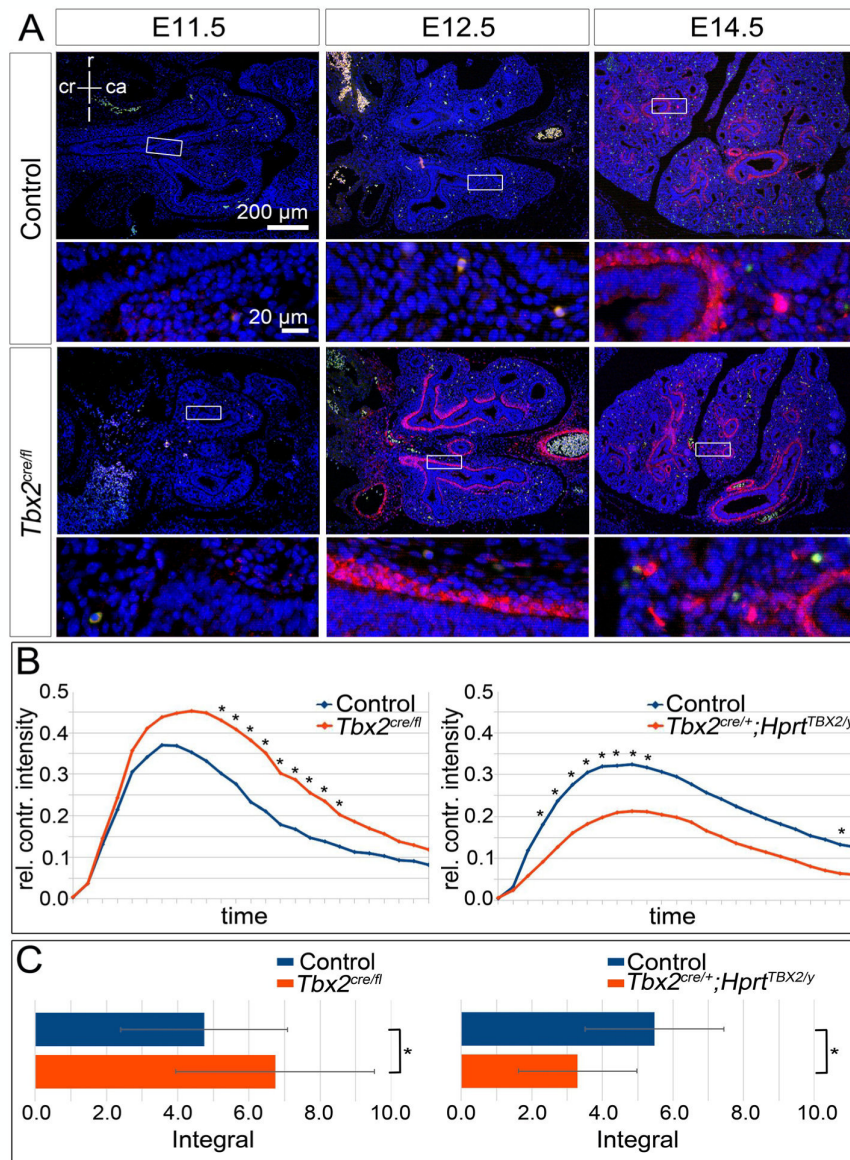 A
E11.5 E12.5 E14.5
Control
r
cr ca
200 µm
20 µm
Tbx2cre/fl
B
rel. contr. intensity
0.5
0.4
0.3
0.2
0.1
0.0
Control
Tbx2cre/fl
* * * * * * * * *
time
rel. contr. intensity
0.5
0.4
0.3
0.2
0.1
0.0
Control
Tbx2cre/+;HprtTBX2/y
* * * * * * * * *
time
C
Control
Tbx2cre/fl
*
0.0 2.0 4.0 6.0 8.0 10.0
Integral
Control
Tbx2cre/+;HprtTBX2/y
*
0.0 2.0 4.0 6.0 8.0 10.0
Integral